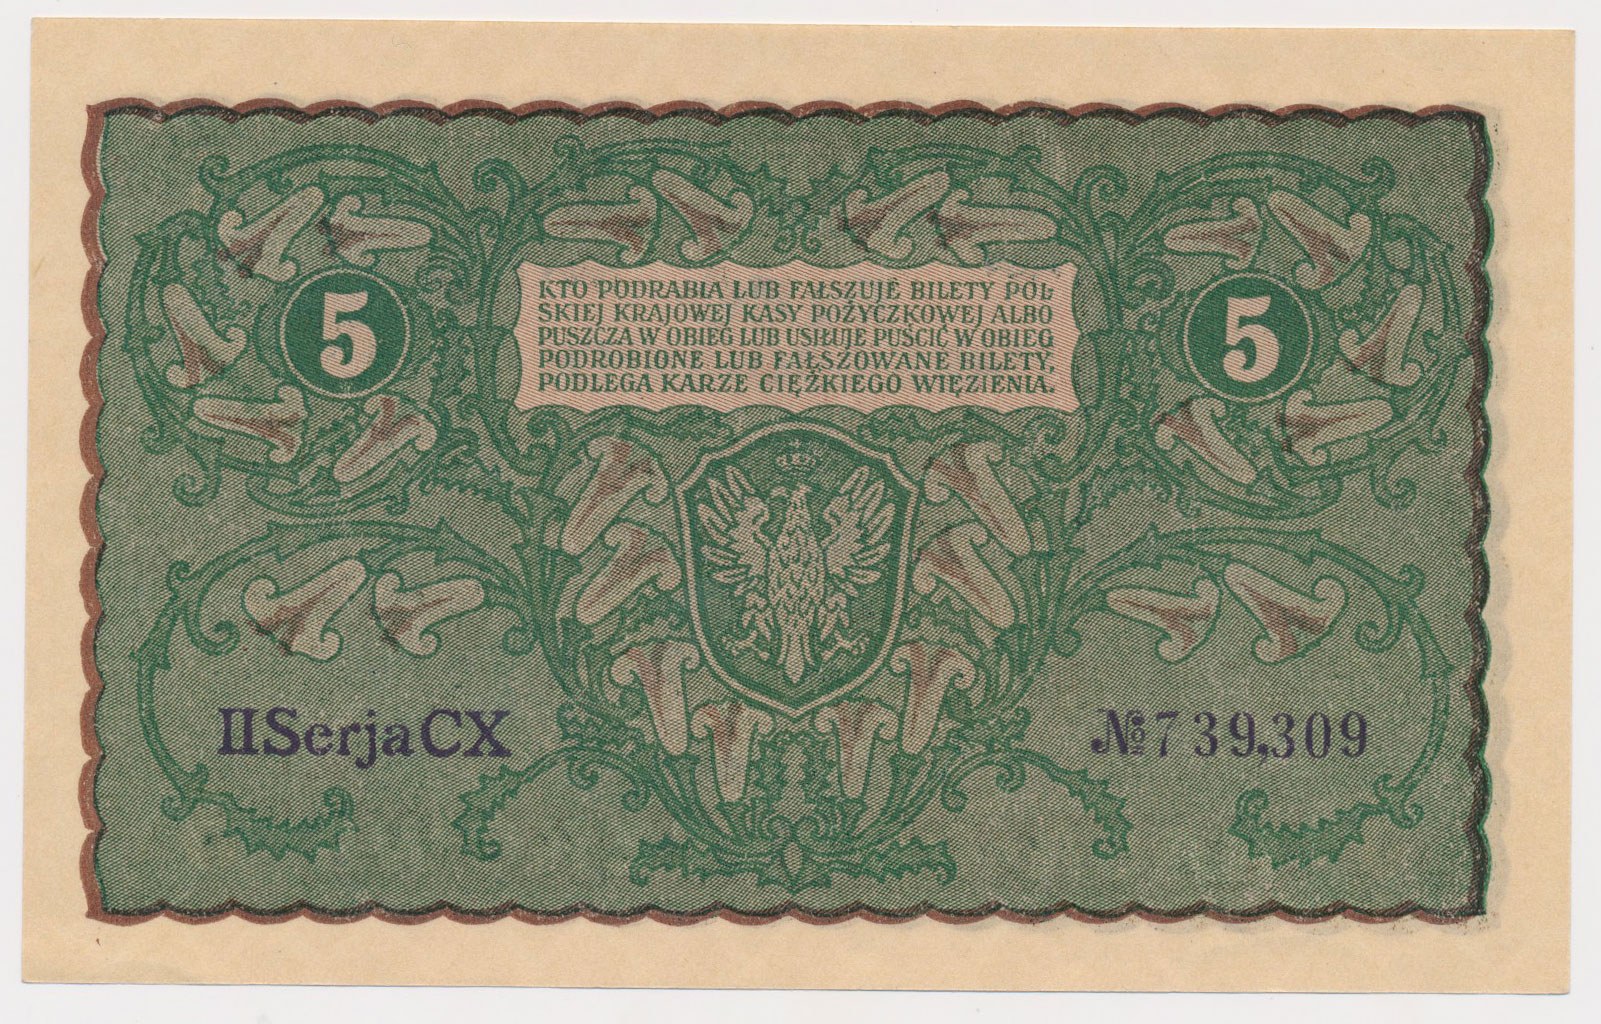 KTO PODRABIA LUB FAŁSZUJE BILETY POL
SKIEJ KRAJOWEJ KASY POŻYCZKOWEJ ALBO
PUSZCZA W OBIEG LUB USIŁUJE PUŚCIĆ W OBIEG
PODROBIONE LUB FAŁSZOWANE BILETY,
PODLEGA KARZE CIĘŻKIEGO WIĘZIENIA.
5 5
II Serja CX № 739,309